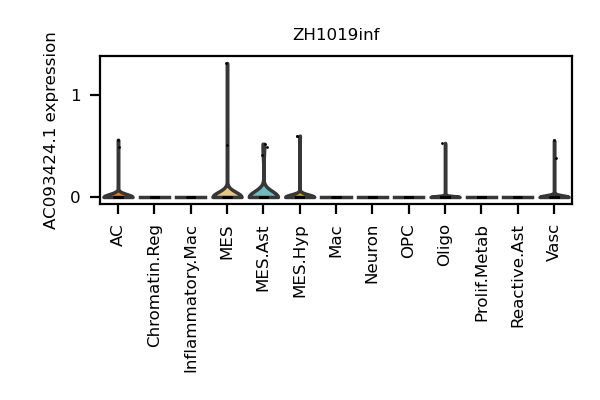 ZH1019inf
AC093424.1 expression
1
0
AC
Chromatin.Reg
Inflammatory.Mac
MES
MES.Ast
MES.Hyp
Mac
Neuron
OPC
Oligo
Prolif.Metab
Reactive.Ast
Vasc